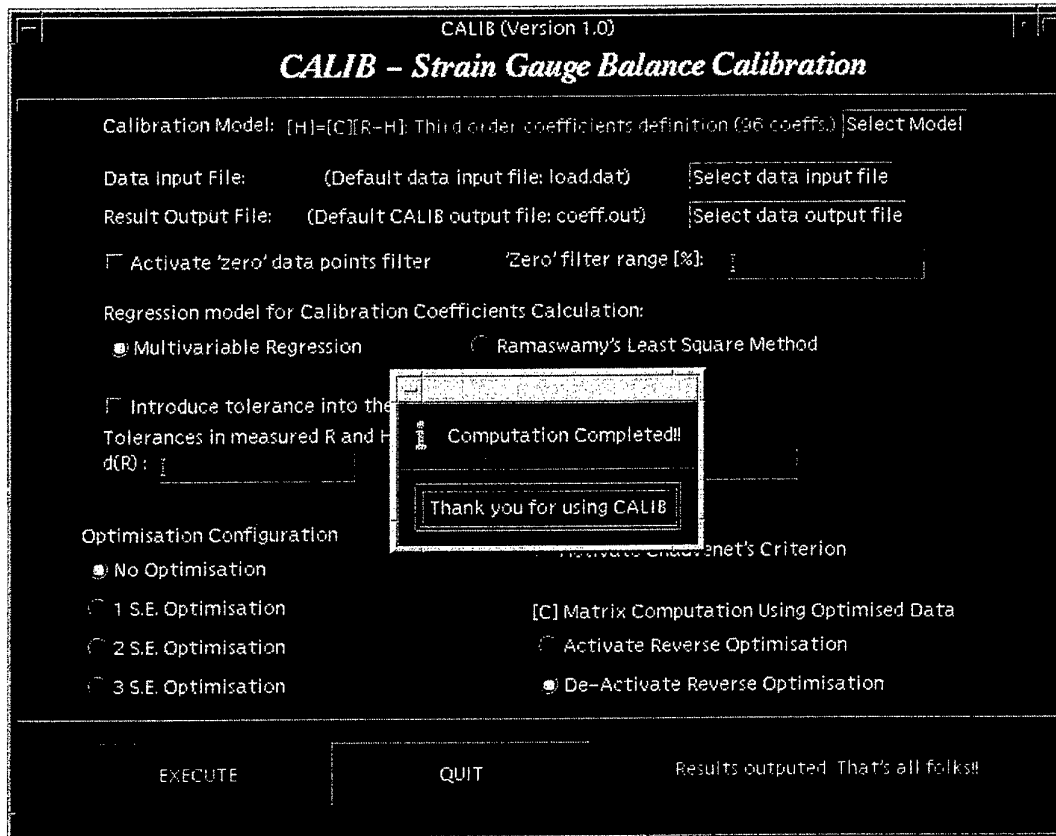 CALIB (Version 1.0)
CALIB – Strain Gauge Balance Calibration
Calibration Model: [H]=[C][R-H]: Third order coefficients definition (96 coeffs.) Select Model
Data Input File: (Default data input file: load.dat) Select data input file
Result Output File: (Default CALIB output file: coeff.out) Select data output file
Activate 'zero' data points filter 'Zero' filter range [%]:
Regression model for Calibration Coefficients Calculation:
Multivariable Regression Ramaswamy's Least Square Method
Introduce tolerance into the
Tolerances in measured R and H
d(R) :
Computation Completed!!
Thank you for using CALIB
Optimisation Configuration
Activate Chauvenet's Criterion
No Optimisation
1 S.E. Optimisation
[C] Matrix Computation Using Optimised Data
2 S.E. Optimisation
Activate Reverse Optimisation
3 S.E. Optimisation
De-Activate Reverse Optimisation
EXECUTE QUIT Results outputed. That's all folks!!